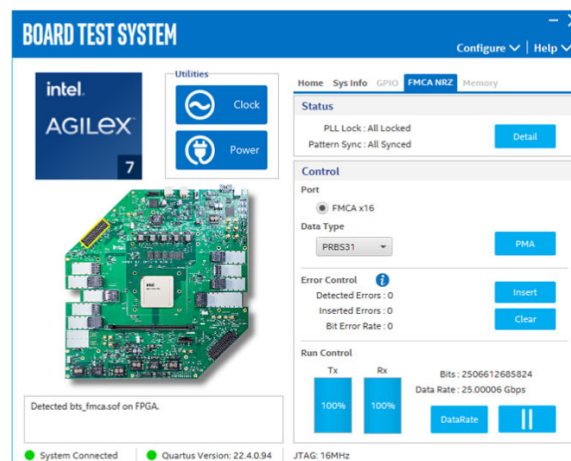 BOARD TEST SYSTEM
Configure Help
intel
AGILEX
7
Utilities
Clock
Power
Home Sys Info GPIO FMCA NRZ Memory
Status
PLL Lock : All Locked
Pattern Sync : All Synced
Detail
Control
Port
FMCA x16
Data Type
PRBS31
PMA
Error Control
Detected Errors : 0
Inserted Errors : 0
Bit Error Rate : 0
Insert
Clear
Run Control
Tx Rx
100% 100%
Bits : 2506612685824
Data Rate : 25.00006 Gbps
DataRate
Detected bts_fmca.sof on FPGA.
System Connected Quartus Version: 22.4.0.94 JTAG: 16MHz